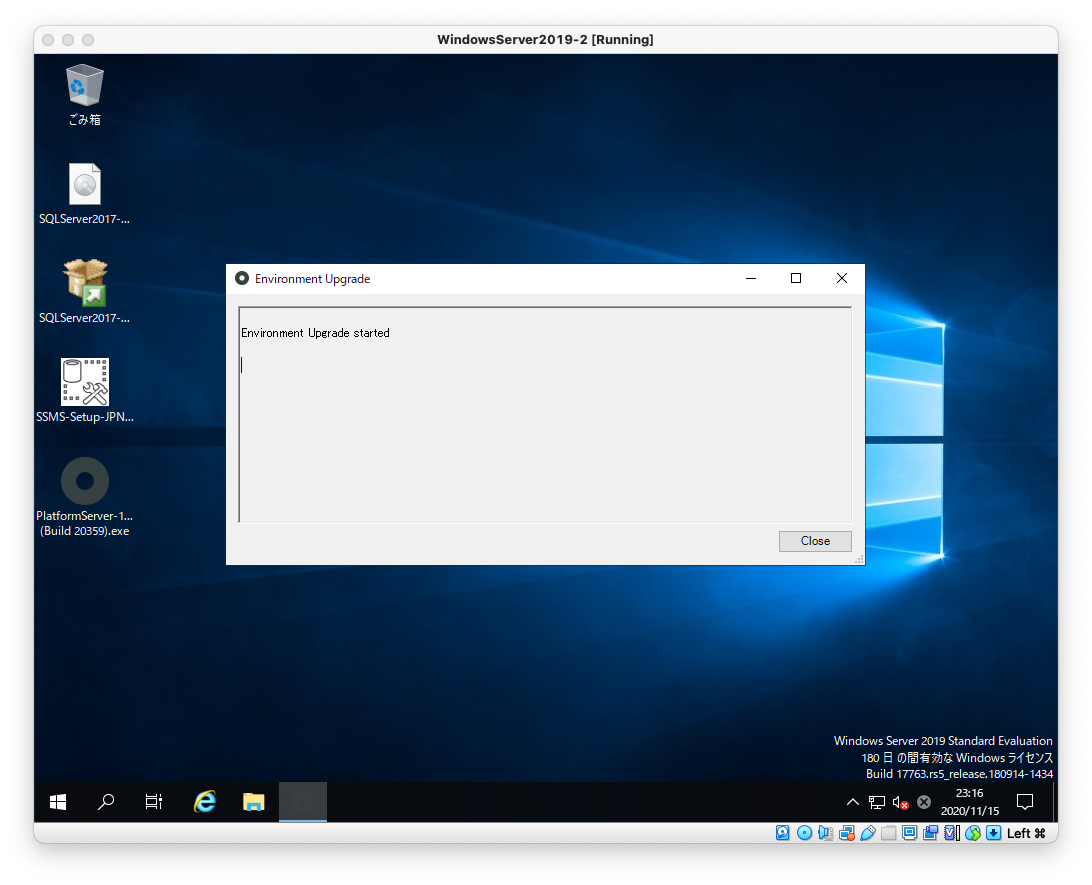 WindowsServer2019-2 [Running]
ごみ箱
SQLServer2017-...
SQLServer2017-...
SSMS-Setup-JPN...
PlatformServer-1...
(Build 20359).exe
Environment Upgrade
Environment Upgrade started
Close
Windows Server 2019 Standard Evaluation
180 日 の間有効な Windows ライセンス
Build 17763.rs5_release.180914-1434
23:16
2020/11/15
Left ⌘